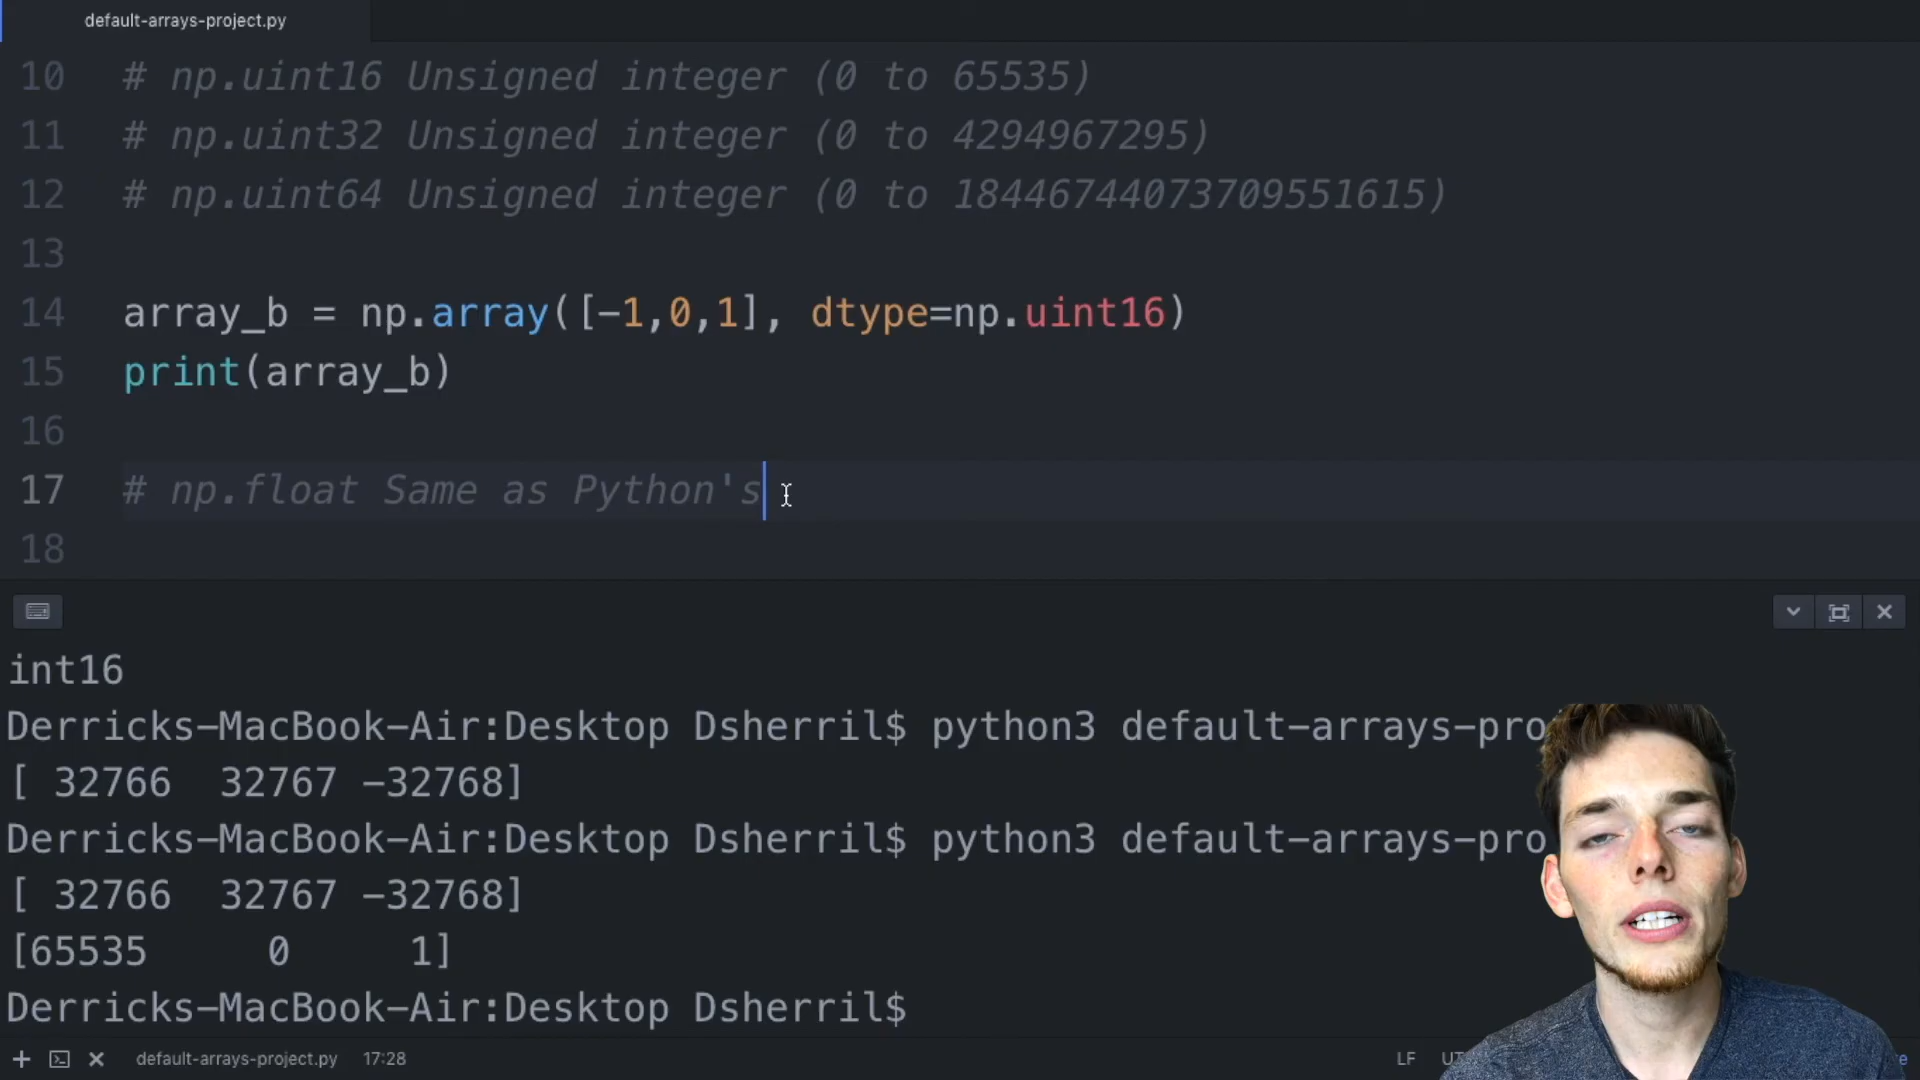 default-arrays-project.py
10 # np.uint16 Unsigned integer (0 to 65535)
11 # np.uint32 Unsigned integer (0 to 4294967295)
12 # np.uint64 Unsigned integer (0 to 18446744073709551615)
13
14 array_b = np.array([-1,0,1], dtype=np.uint16)
15 print(array_b)
16
17 # np.float Same as Python's
18
int16
Derricks-MacBook-Air:Desktop Dsherril$ python3 default-arrays-pro
[ 32766 32767 -32768]
Derricks-MacBook-Air:Desktop Dsherril$ python3 default-arrays-pro
[ 32766 32767 -32768]
[65535 0 1]
Derricks-MacBook-Air:Desktop Dsherril$
default-arrays-project.py 17:28 LF